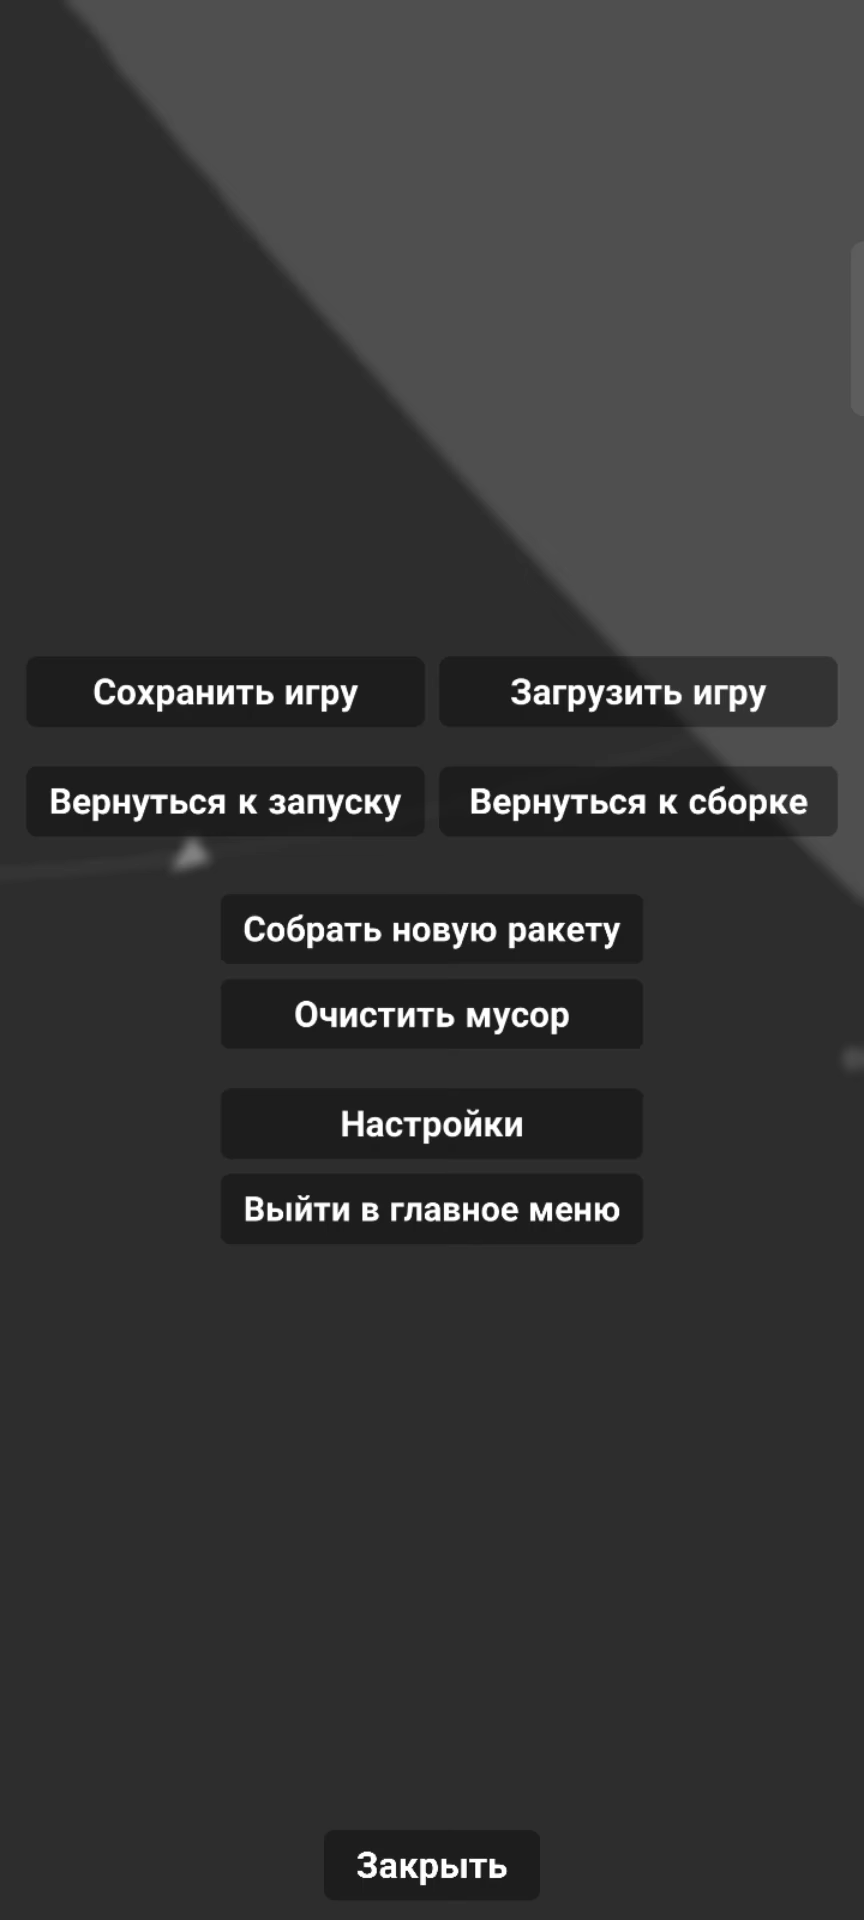 Сохранить игру
Загрузить игру
Вернуться к запуску
Вернуться к сборке
Собрать новую ракету
Очистить мусор
Настройки
Выйти в главное меню
Закрыть